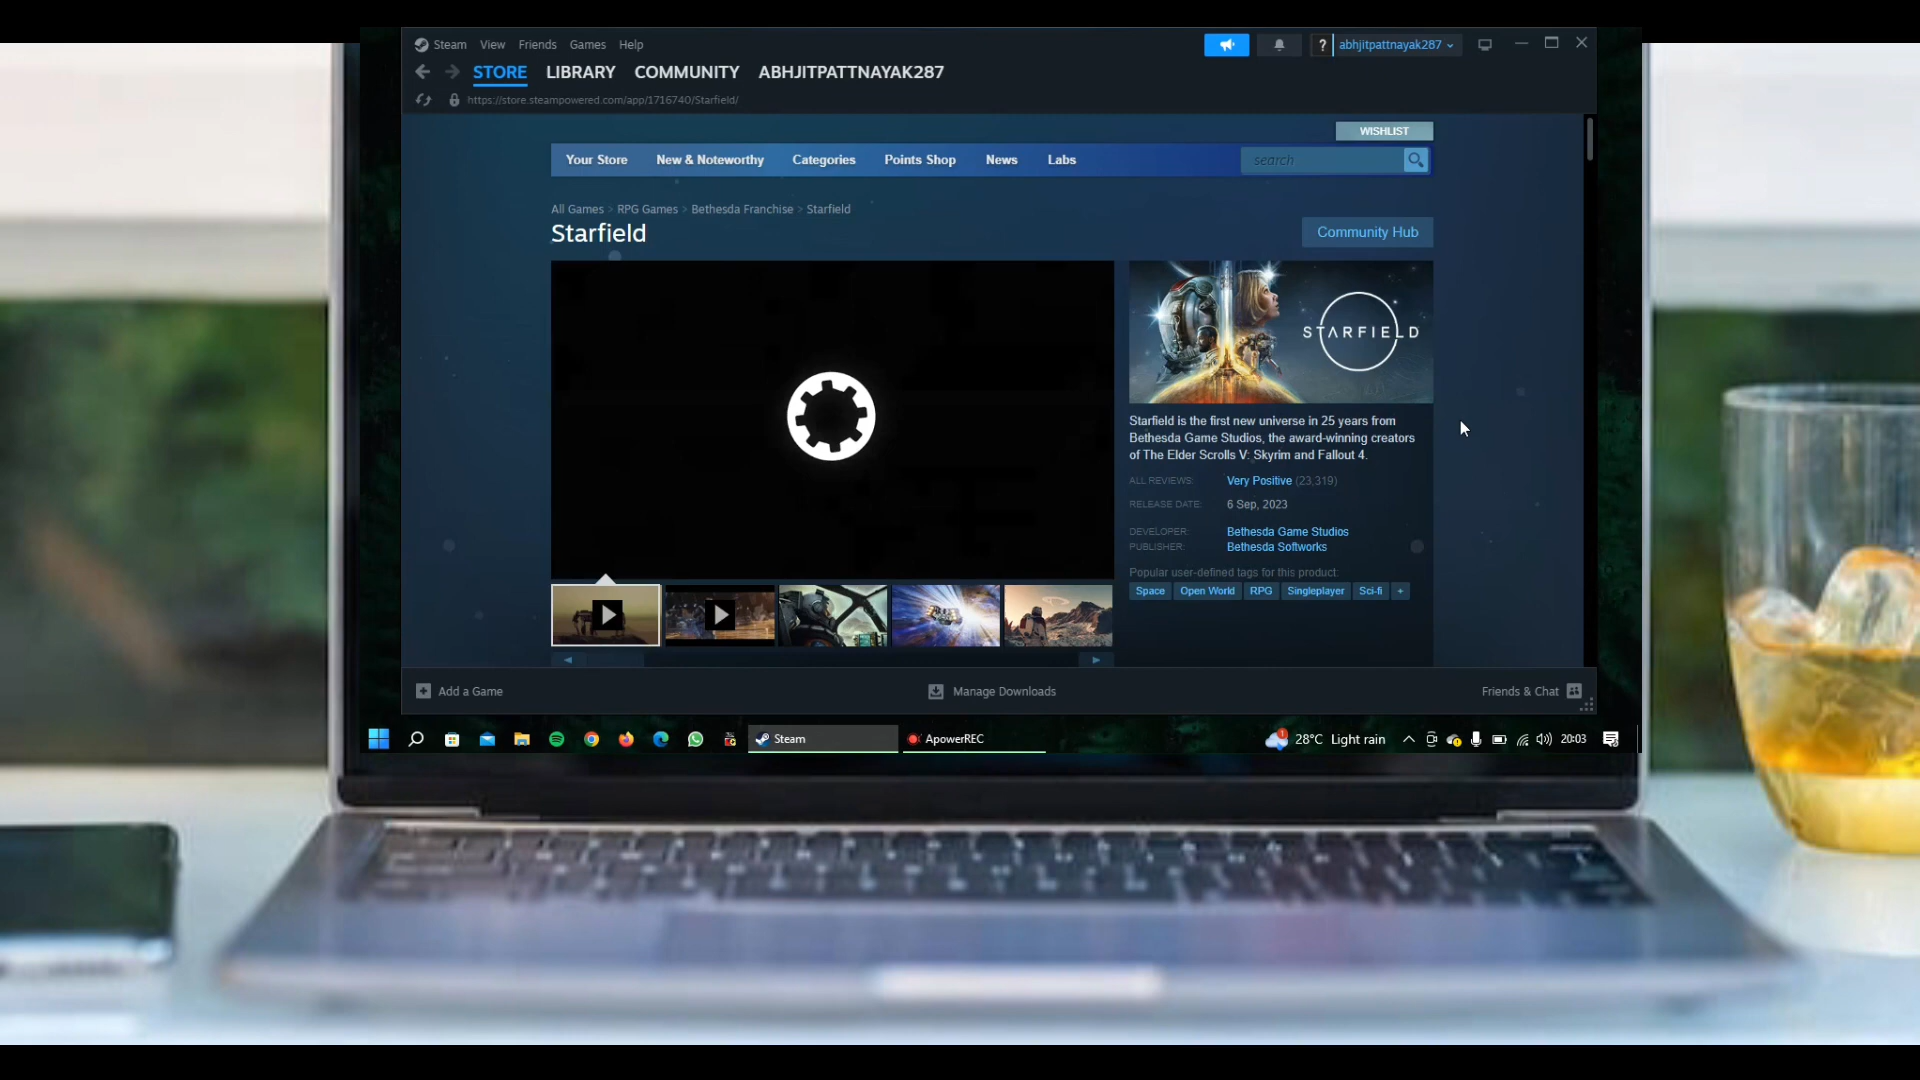 Steam View Friends Games Help
? abhjitpattnayak287
STORE LIBRARY COMMUNITY ABHJITPATTNAYAK287
https://store.steampowered.com/app/1716740/Starfield/
WISHLIST
Your Store New & Noteworthy Categories Points Shop News Labs search
All Games > RPG Games > Bethesda Franchise > Starfield
Starfield
Community Hub
STARFIELD
Starfield is the first new universe in 25 years from
Bethesda Game Studios, the award-winning creators
of The Elder Scrolls V: Skyrim and Fallout 4.
ALL REVIEWS: Very Positive (23,319)
RELEASE DATE: 6 Sep, 2023
DEVELOPER: Bethesda Game Studios
PUBLISHER: Bethesda Softworks
Popular user-defined tags for this product:
Space Open World RPG Singleplayer Sci-fi +
Add a Game Manage Downloads Friends & Chat
Steam ApowerREC 1 28°C Light rain 20:03